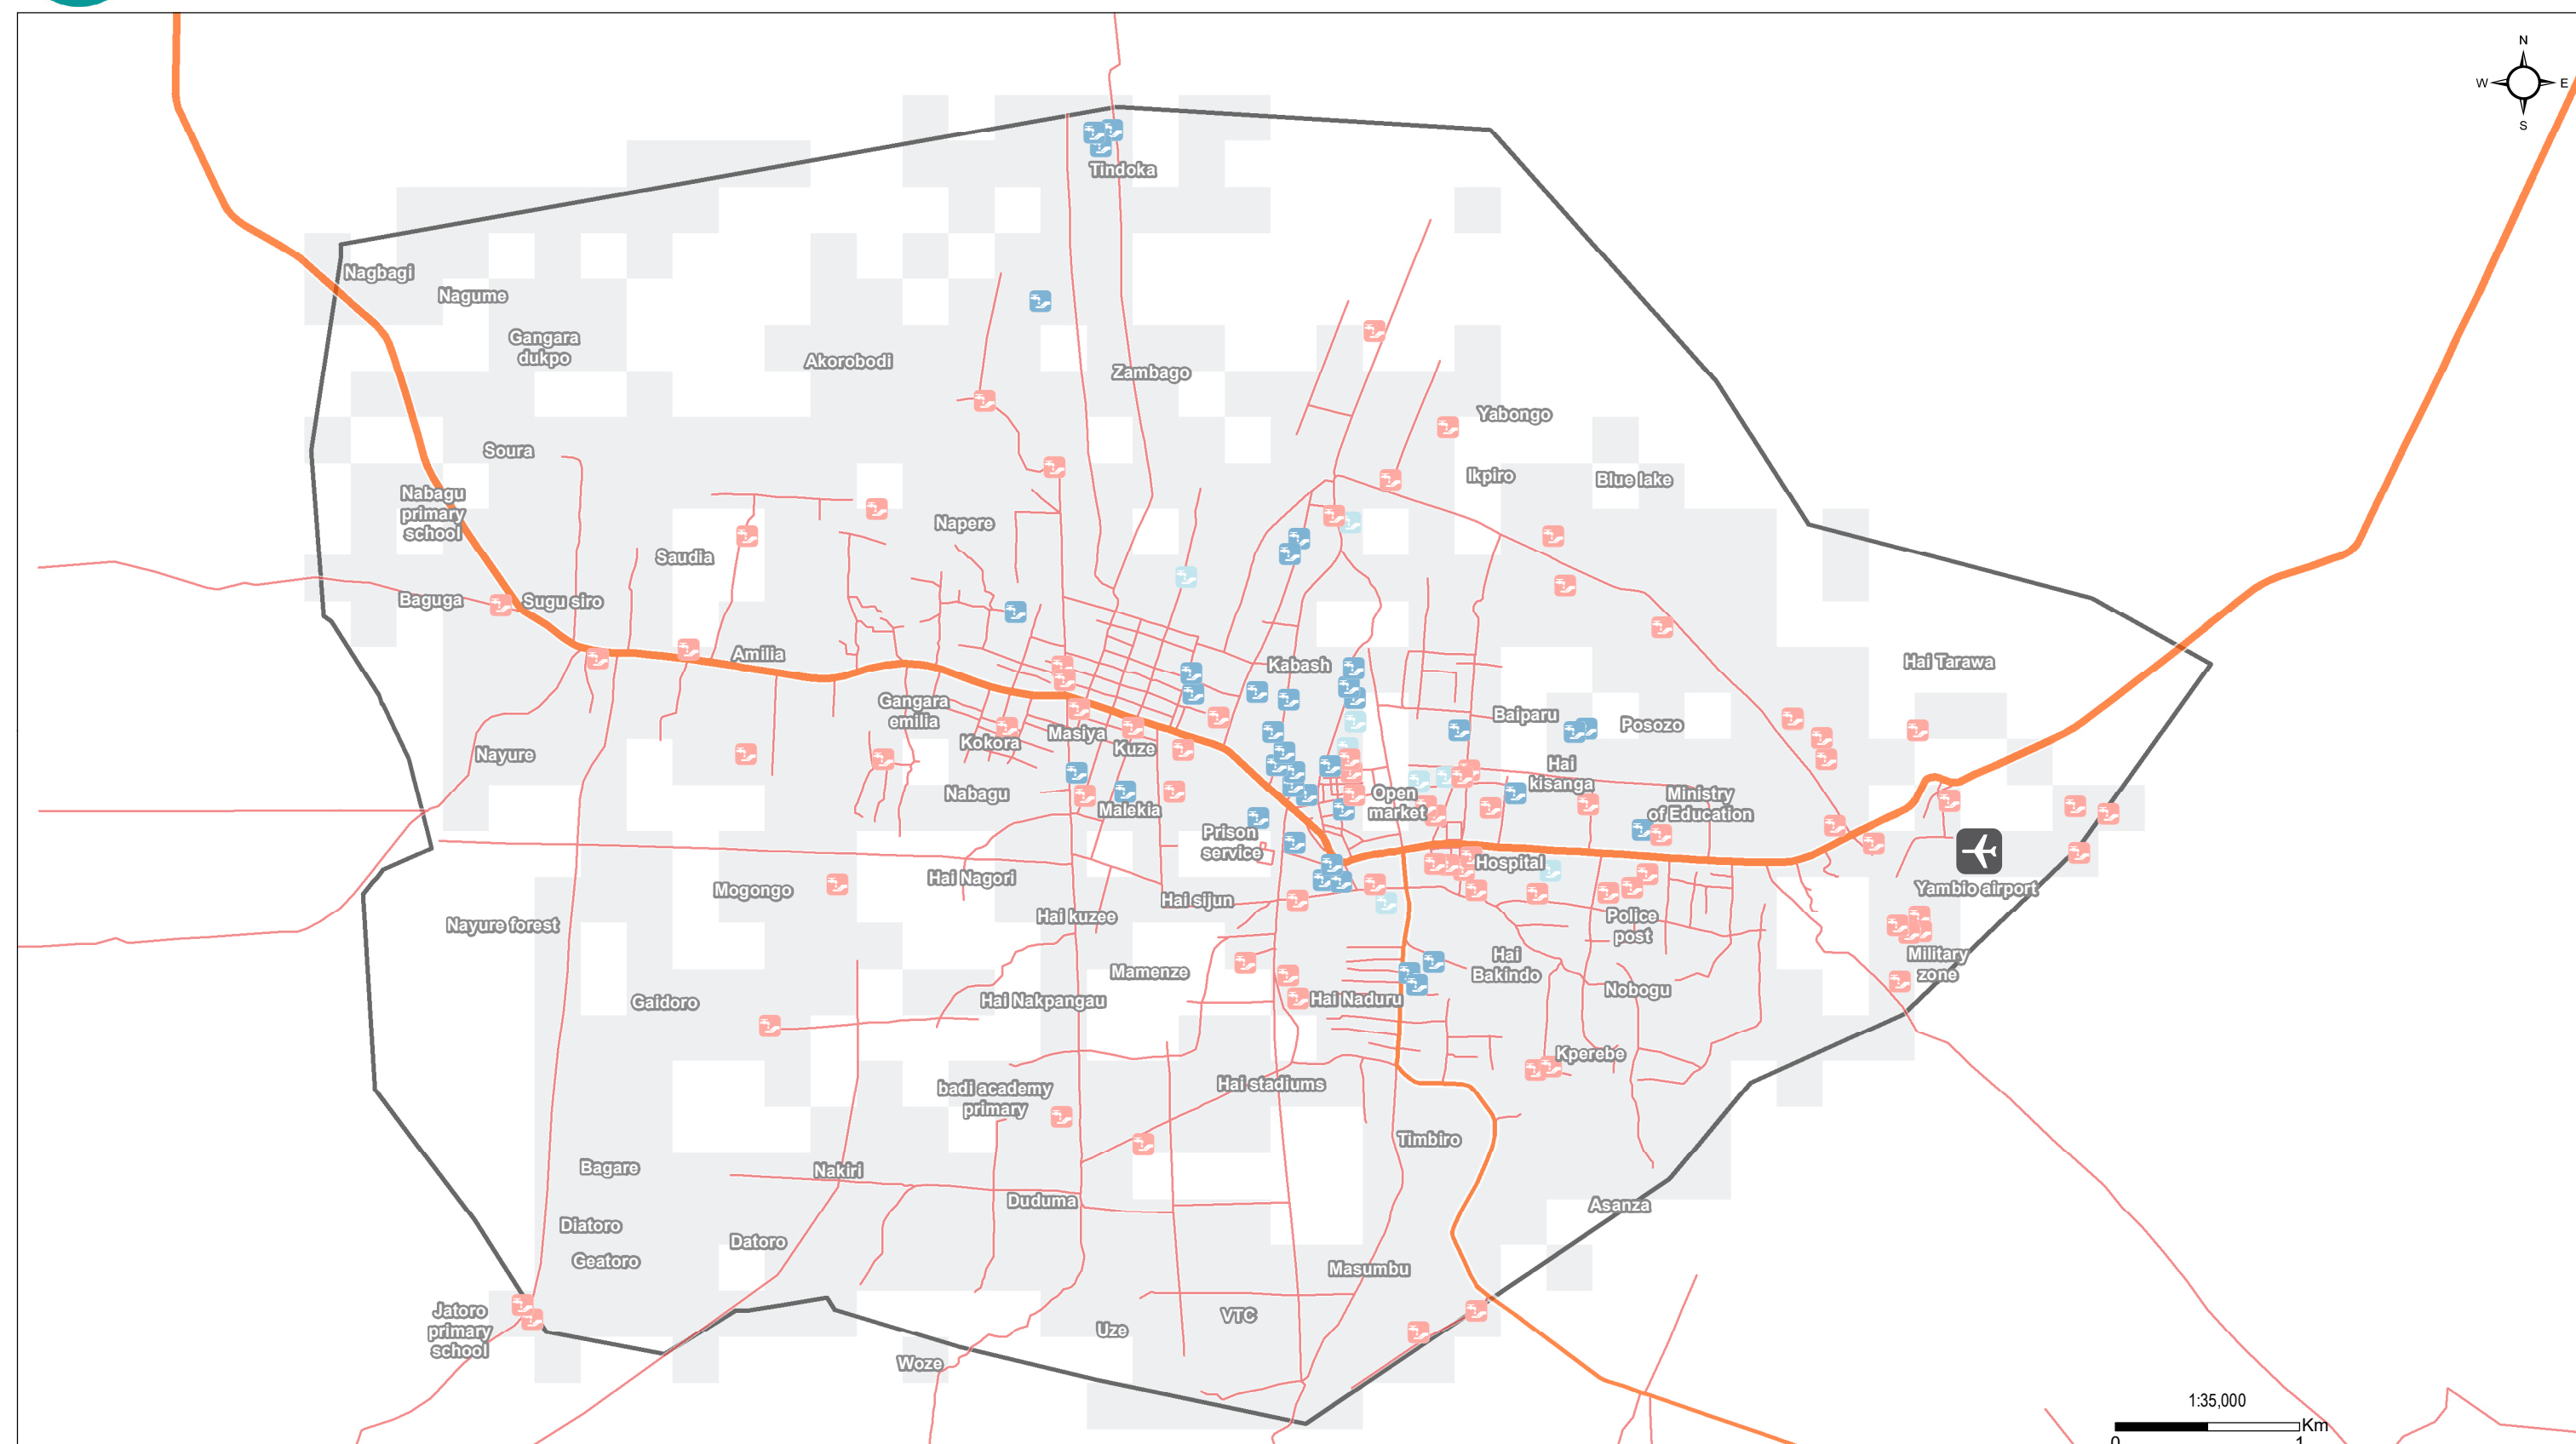 N
W
E
S
Tindoka
Nagbagi
Nagume
Gangara
dukpo
Akorobodi
Zambago
Yabongo
Soura
Ikpiro
Blue lake
Nabagu
primary
school
Napere
Saudia
Baguga
Sugu siro
Amilia
Kabash
Hai Tarawa
Gangara
emilia
Baiparu
Posozo
Masiya
Kokora
Kuze
Nayure
Hai
kisanga
Nabagu
Malekia
Open
market
Ministry
of Education
Prison
service
Hospital
Hai Nagori
Mogongo
Yambio airport
Hai sijun
Hai kuzee
Police
post
Nayure forest
Military
zone
Hai
Bakindo
Mamenze
Nobogu
Gaidoro
Hai Nakpangau
Hai Naduru
Kperebe
Hai stadiums
badi academy
primary
Timbiro
Bagare
Nakiri
Duduma
Asanza
Diatoro
Datoro
Geatoro
Masumbu
Jatoro
primary
school
VTC
Uze
Woze
1:35,000
Km
0 1